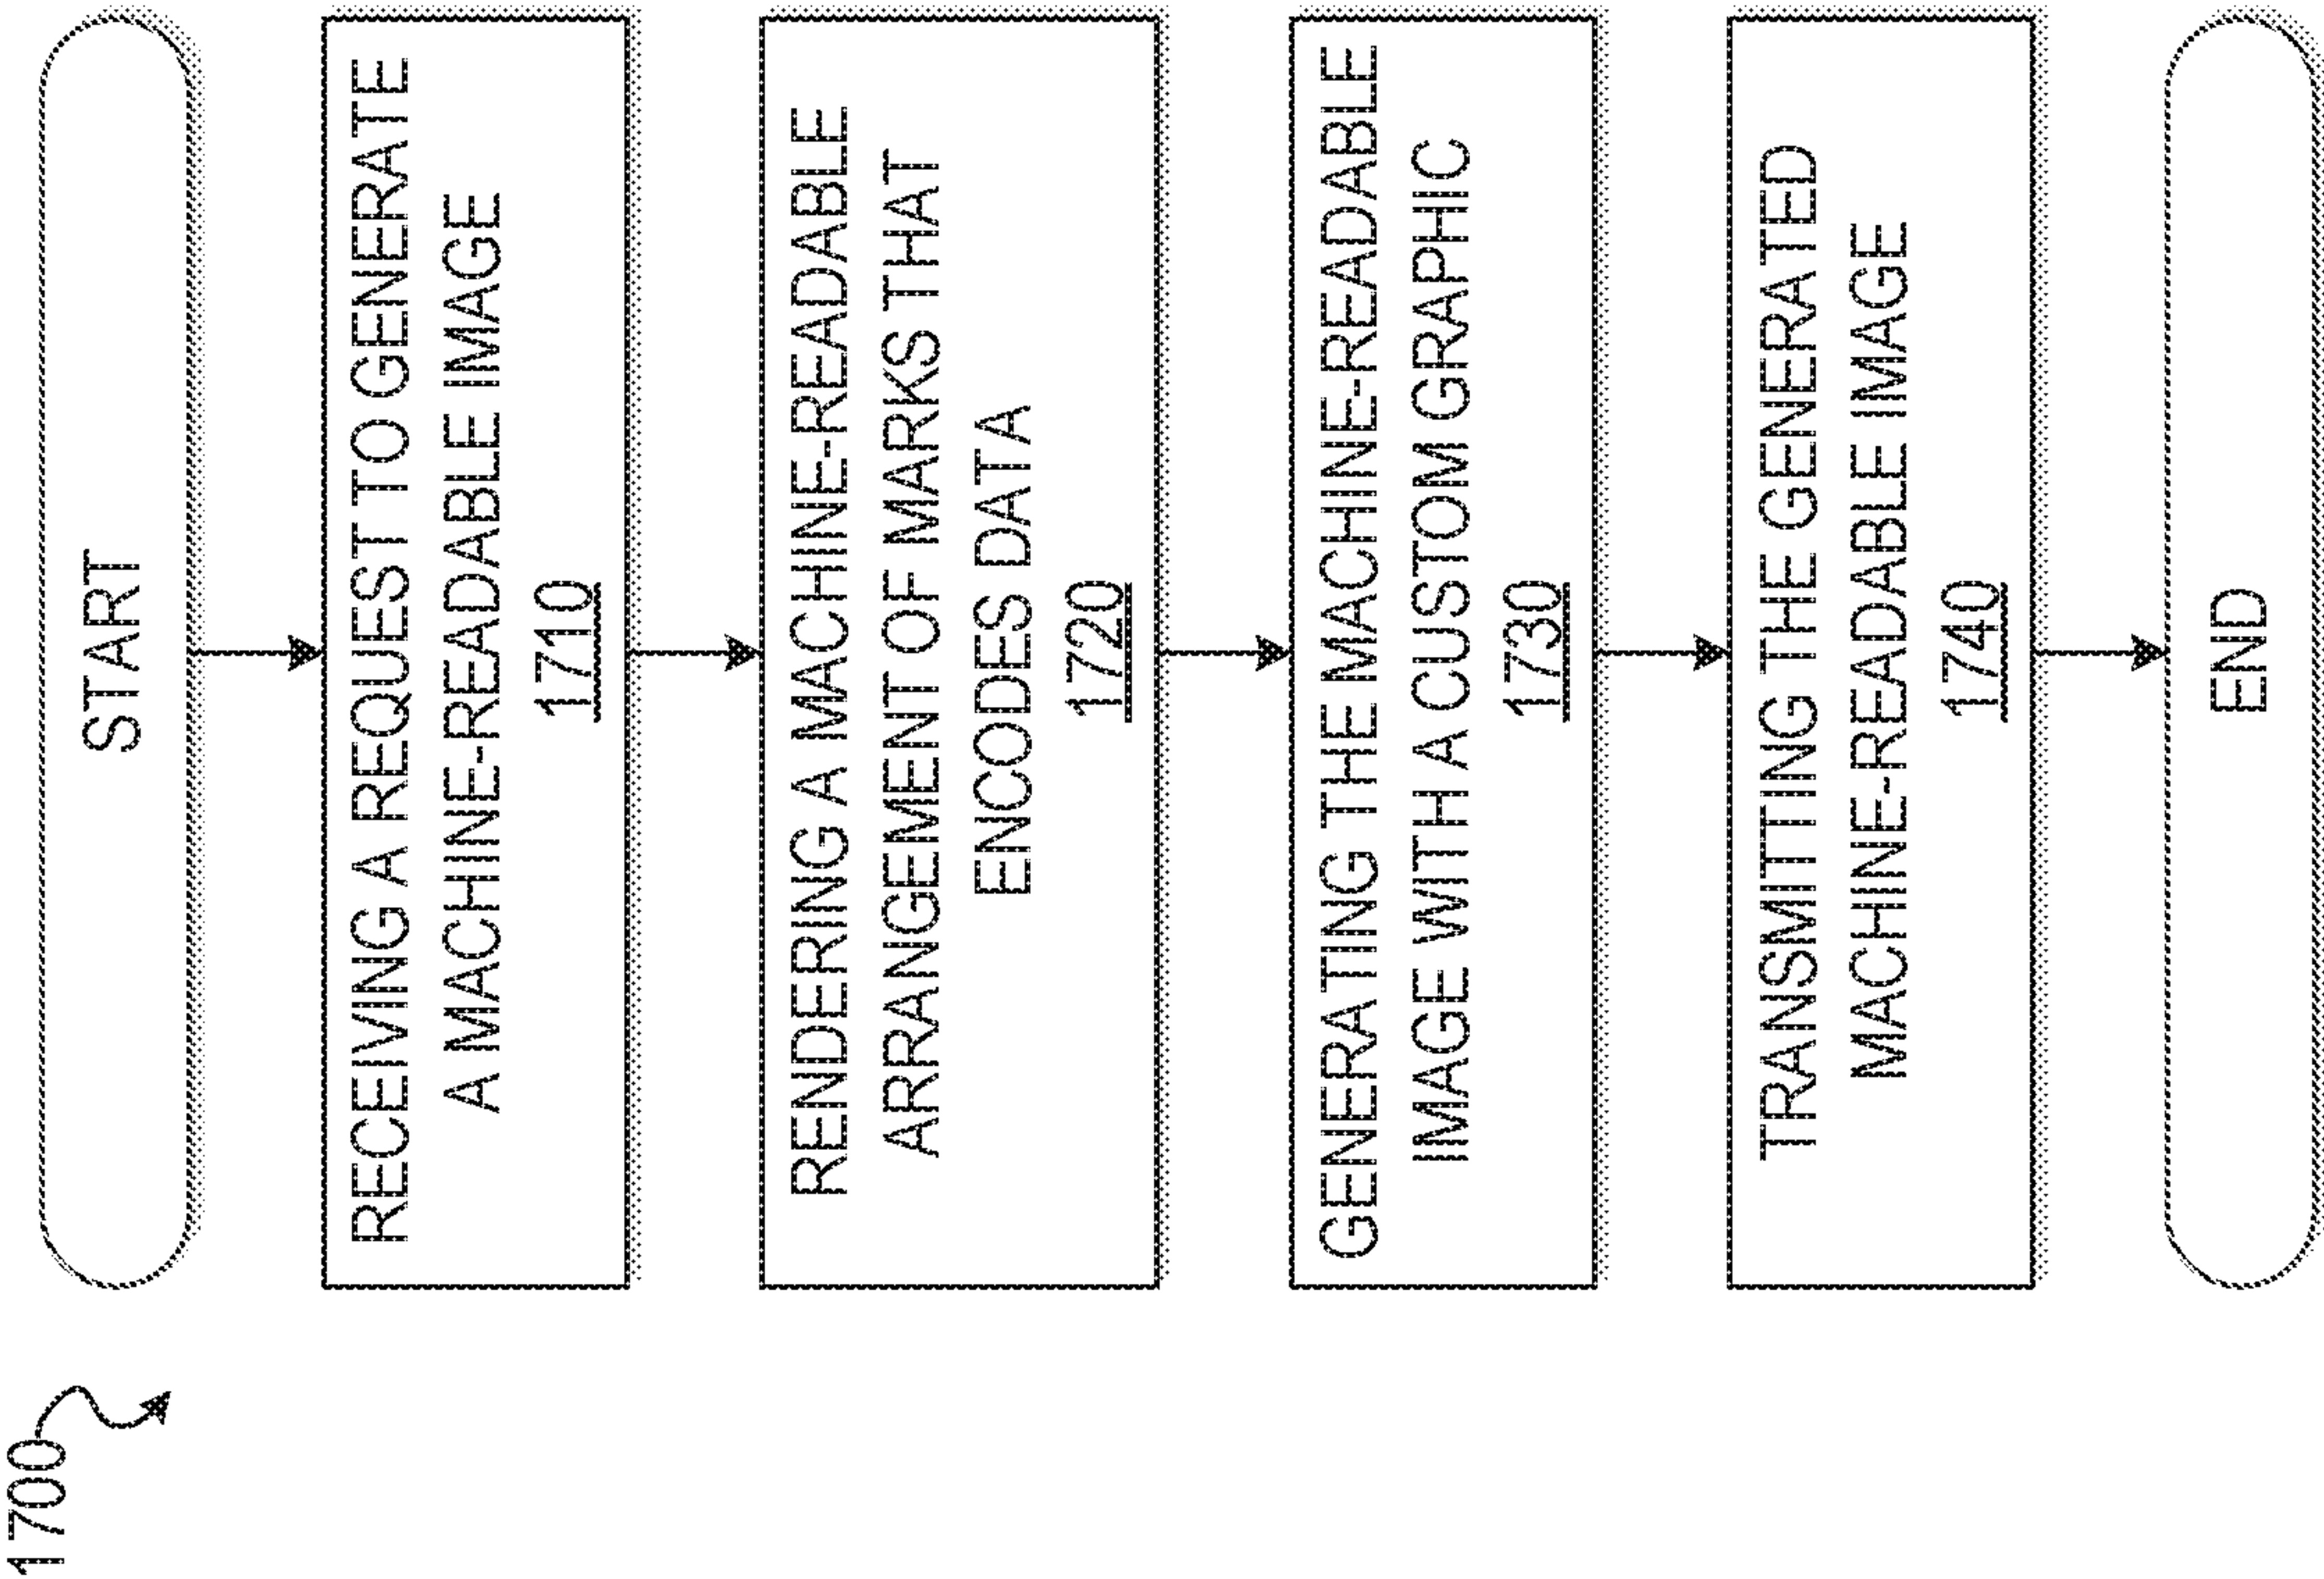 1700
START
RECEIVING A REQUEST TO GENERATE
A MACHINE-READABLE IMAGE
1710
RENDERING A MACHINE-READABLE
ARRANGEMENT OF MARKS THAT
ENCODES DATA
1720
GENERATING THE MACHINE-READABLE
IMAGE WITH A CUSTOM GRAPHIC
1730
TRANSMITTING THE GENERATED
MACHINE-READABLE IMAGE
1740
END